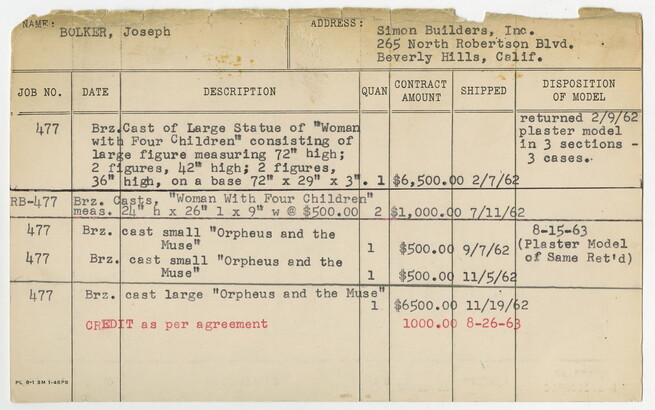 NAME: BOLKER, Joseph
ADDRESS: Simon Builders, Inc.
265 North Robertson Blvd.
Beverly Hills, Calif.
JOB NO. DATE DESCRIPTION QUAN CONTRACT AMOUNT SHIPPED DISPOSITION OF MODEL
477 Brz. Cast of Large Statue of "Woman
with Four Children" consisting of
large figure measuring 72" high;
2 figures, 42" high; 2 figures,
36" high, on a base 72" x 29" x 3". 1 $6,500.00 2/7/62
returned 2/9/62
plaster model
in 3 sections -
3 cases.
RB-477 Brz. Casts, "Woman With Four Children"
meas. 24" h x 26" l x 9" w @ $500.00 2 $1,000.00 7/11/62
477 Brz. cast small "Orpheus and the
Muse" 1 $500.00 9/7/62
8-15-63
(Plaster Model
of Same Ret'd)
477 Brz. cast small "Orpheus and the
Muse" 1 $500.00 11/5/62
477 Brz. cast large "Orpheus and the Muse"
1 $6500.00 11/19/62
CREDIT as per agreement 1000.00 8-26-63
PL 6-1 3M 1-48PS